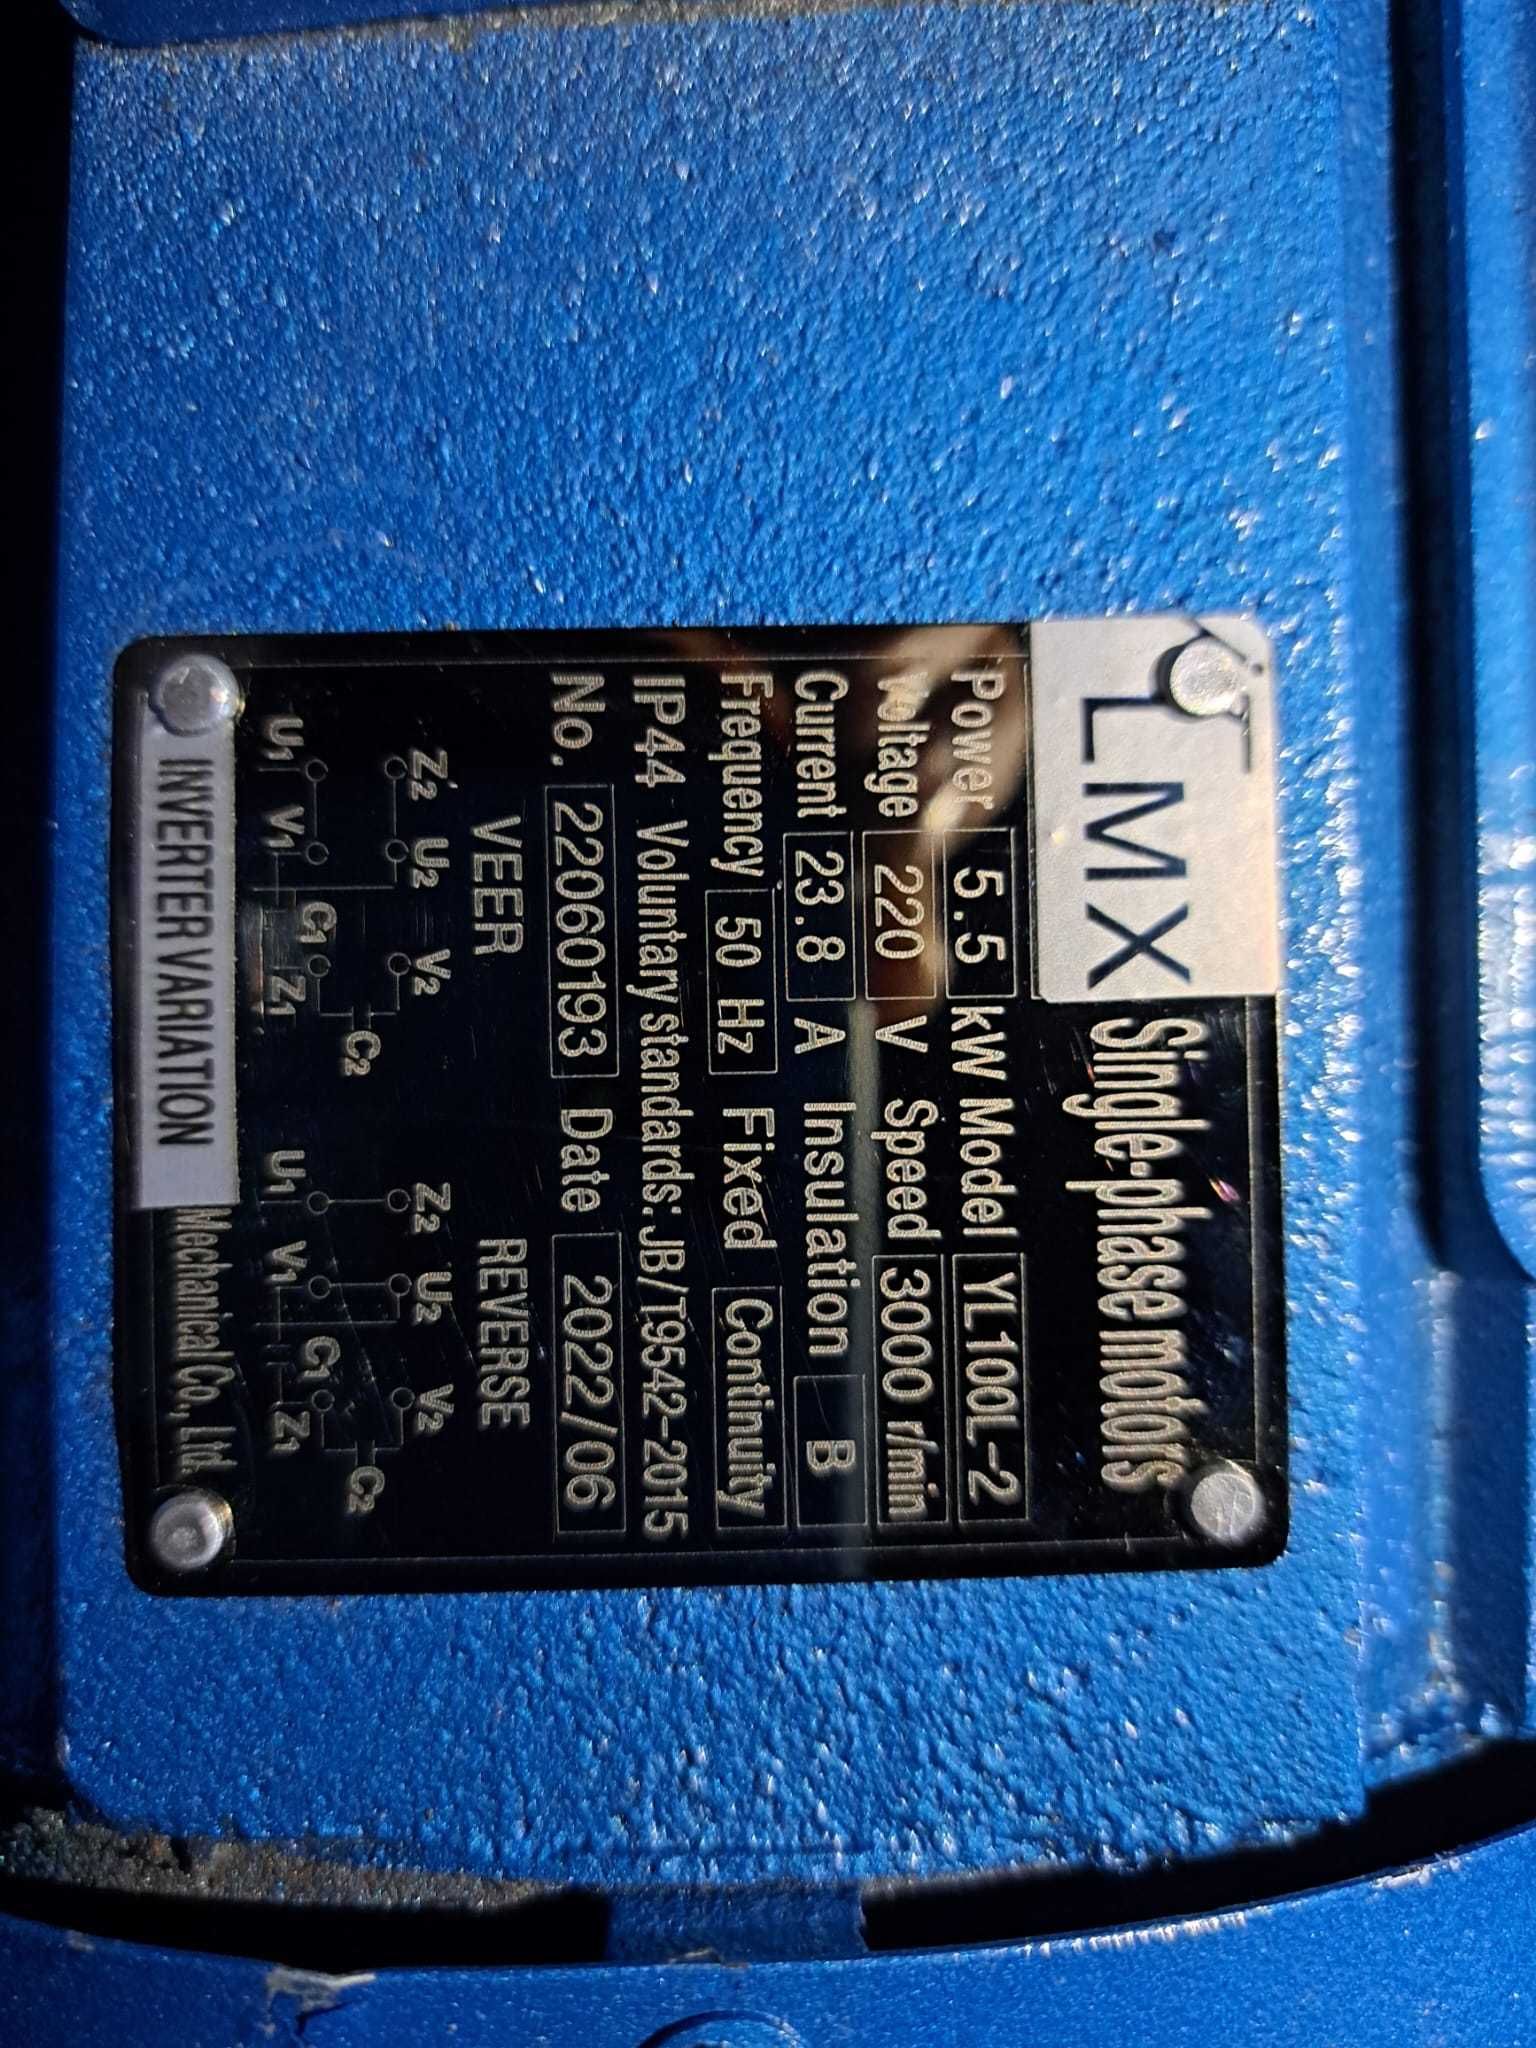 LMX Single-phase motors
Power 5.5 kW Model YL100L-2
Voltage 220 V Speed 3000 r/min
Current 23.8 A Insulation B
Frequency 50 Hz Fixed Continuity
IP44 Voluntary standards: JB/T9542-2015
No. 22060193 Date 2022/06
VEER REVERSE
Z2 U2 V2 Z2 U2 V2
C2 C2
U1 V1 C1 Z1 U1 V1 C1 Z1
INVERTER VARIATION Mechanical Co., Ltd.